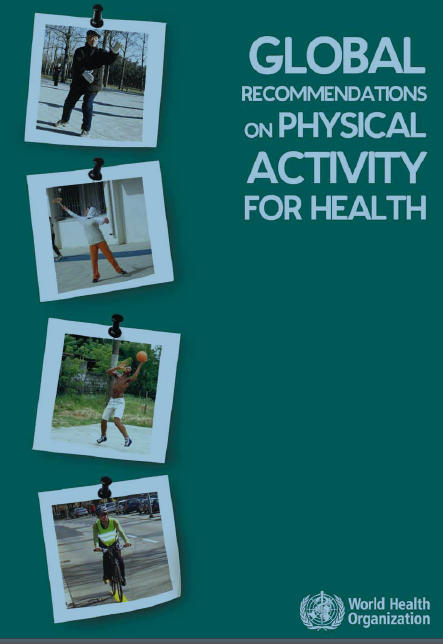 GLOBAL
RECOMMENDATIONS
ON PHYSICAL
ACTIVITY
FOR HEALTH
World Health
Organization